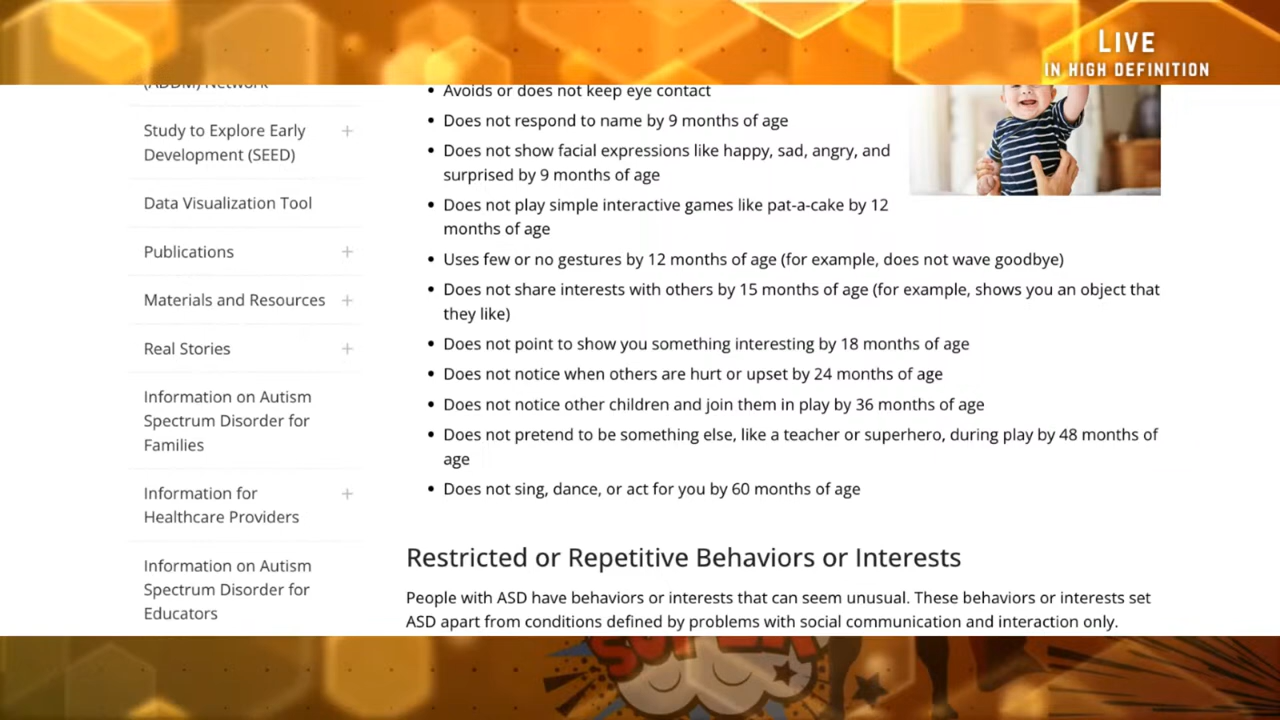 LIVE
IN HIGH DEFINITION
(ADDM) Network
Study to Explore Early
Development (SEED)
Data Visualization Tool
Publications
Materials and Resources
Real Stories
Information on Autism
Spectrum Disorder for
Families
Information for
Healthcare Providers
Information on Autism
Spectrum Disorder for
Educators
• Avoids or does not keep eye contact
• Does not respond to name by 9 months of age
• Does not show facial expressions like happy, sad, angry, and
surprised by 9 months of age
• Does not play simple interactive games like pat-a-cake by 12
months of age
• Uses few or no gestures by 12 months of age (for example, does not wave goodbye)
• Does not share interests with others by 15 months of age (for example, shows you an object that
they like)
• Does not point to show you something interesting by 18 months of age
• Does not notice when others are hurt or upset by 24 months of age
• Does not notice other children and join them in play by 36 months of age
• Does not pretend to be something else, like a teacher or superhero, during play by 48 months of
age
• Does not sing, dance, or act for you by 60 months of age
Restricted or Repetitive Behaviors or Interests
People with ASD have behaviors or interests that can seem unusual. These behaviors or interests set
ASD apart from conditions defined by problems with social communication and interaction only.
SUPER